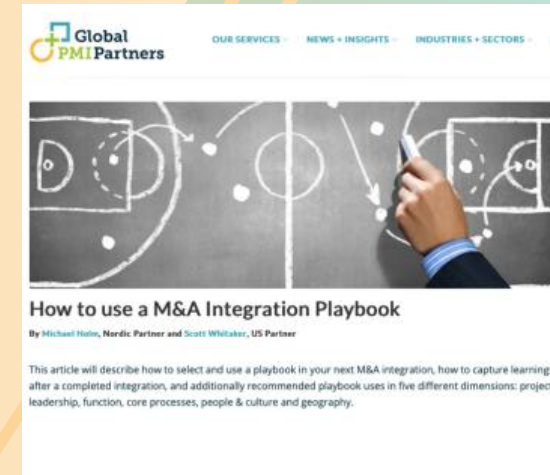 Global
PMI Partners
OUR SERVICES
NEWS + INSIGHTS
INDUSTRIES + SECTORS
How to use a M&A Integration Playbook
By Michael Holm, Nordic Partner and Scott Whitaker, US Partner
This article will describe how to select and use a playbook in your next M&A integration, how to capture learning
after a completed integration, and additionally recommended playbook uses in five different dimensions: project
leadership, function, core processes, people & culture and geography.